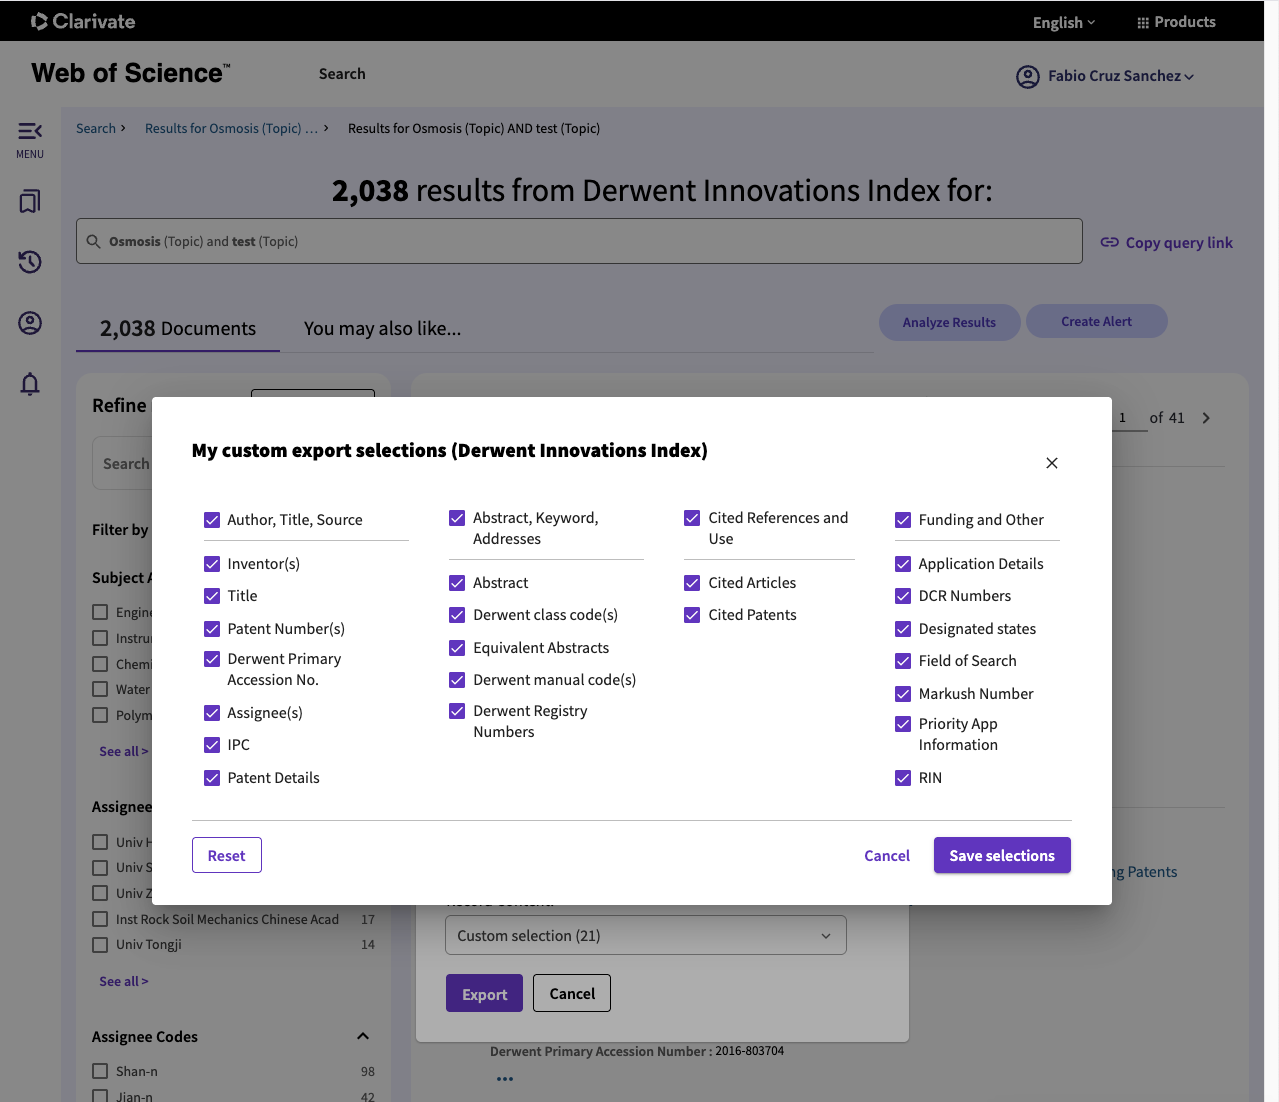 Clarivate
English
Products
Web of Science™
Search
Fabio Cruz Sanchez
MENU
Search > Results for Osmosis (Topic) … > Results for Osmosis (Topic) AND test (Topic)
2,038 results from Derwent Innovations Index for:
Osmosis (Topic) and test (Topic)
Copy query link
2,038 Documents
You may also like...
Analyze Results
Create Alert
Refine
1 of 41
Search
Filter by
Subject
Instru
Water
Polym
See all >
Assignee
Univ
Univ
Univ
Inst Rock Soil Mechanics Chinese Acad 17
Univ Tongji 14
See all >
Assignee Codes
Shan-n 98
Jian-n 42
My custom export selections (Derwent Innovations Index)
Author, Title, Source
Inventor(s)
Title
Patent Number(s)
Derwent Primary
Accession No.
Assignee(s)
IPC
Patent Details
Abstract, Keyword,
Addresses
Abstract
Derwent class code(s)
Equivalent Abstracts
Derwent manual code(s)
Derwent Registry
Numbers
Cited References and
Use
Cited Articles
Cited Patents
Funding and Other
Application Details
DCR Numbers
Designated states
Field of Search
Markush Number
Priority App
Information
RIN
Reset
Cancel
Save selections
Patents
Custom selection (21)
Export
Cancel
Derwent Primary Accession Number : 2016-803704